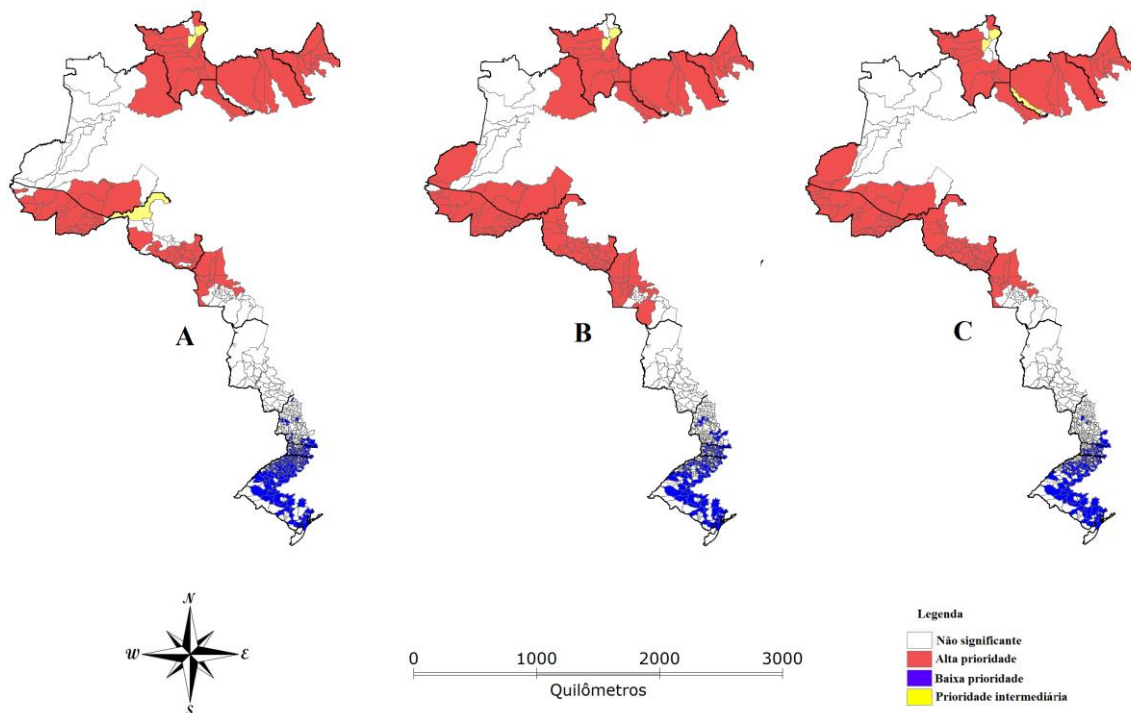 A
B
C
N
W
E
S
0 1000 2000 3000
Quilômetros
Legenda
Não significante
Alta prioridade
Baixa prioridade
Prioridade intermediária